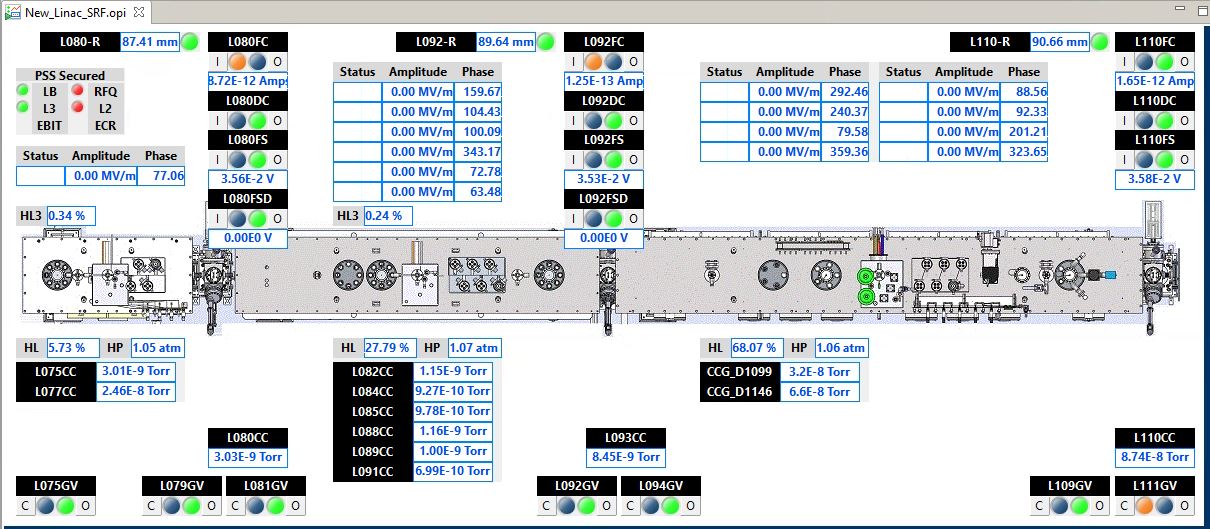 New_Linac_SRF.opi
L080-R 87.41 mm
L080FC
I O
8.72E-12 Amps
L080DC
I O
L080FS
I O
3.56E-2 V
L080FSD
I O
0.00E0 V
PSS Secured
LB RFQ
L3 L2
EBIT ECR
Status Amplitude Phase
0.00 MV/m 77.06
HL3 0.34 %
L092-R 89.64 mm
L092FC
I O
1.25E-13 Amp
L092DC
I O
L092FS
I O
3.53E-2 V
L092FSD
I O
0.00E0 V
Status Amplitude Phase
0.00 MV/m 159.67
0.00 MV/m 104.43
0.00 MV/m 100.09
0.00 MV/m 343.17
0.00 MV/m 72.78
0.00 MV/m 63.48
HL3 0.24 %
L110-R 90.66 mm
L110FC
I O
1.65E-12 Amp
L110DC
I O
L110FS
I O
3.58E-2 V
Status Amplitude Phase
0.00 MV/m 292.46
0.00 MV/m 240.37
0.00 MV/m 79.58
0.00 MV/m 359.36
Status Amplitude Phase
0.00 MV/m 88.56
0.00 MV/m 92.33
0.00 MV/m 201.21
0.00 MV/m 323.65
HL 5.73 % HP 1.05 atm
L075CC 3.01E-9 Torr
L077CC 2.46E-8 Torr
HL 27.79 % HP 1.07 atm
L082CC 1.15E-9 Torr
L084CC 9.27E-10 Torr
L085CC 9.78E-10 Torr
L088CC 1.16E-9 Torr
L089CC 1.00E-9 Torr
L091CC 6.99E-10 Torr
HL 68.07 % HP 1.06 atm
CCG_D1099 3.2E-8 Torr
CCG_D1146 6.6E-8 Torr
L080CC
3.03E-9 Torr
L093CC
8.45E-9 Torr
L110CC
8.74E-8 Torr
L075GV
C O
L079GV
C O
L081GV
C O
L092GV
C O
L094GV
C O
L109GV
C O
L111GV
C O